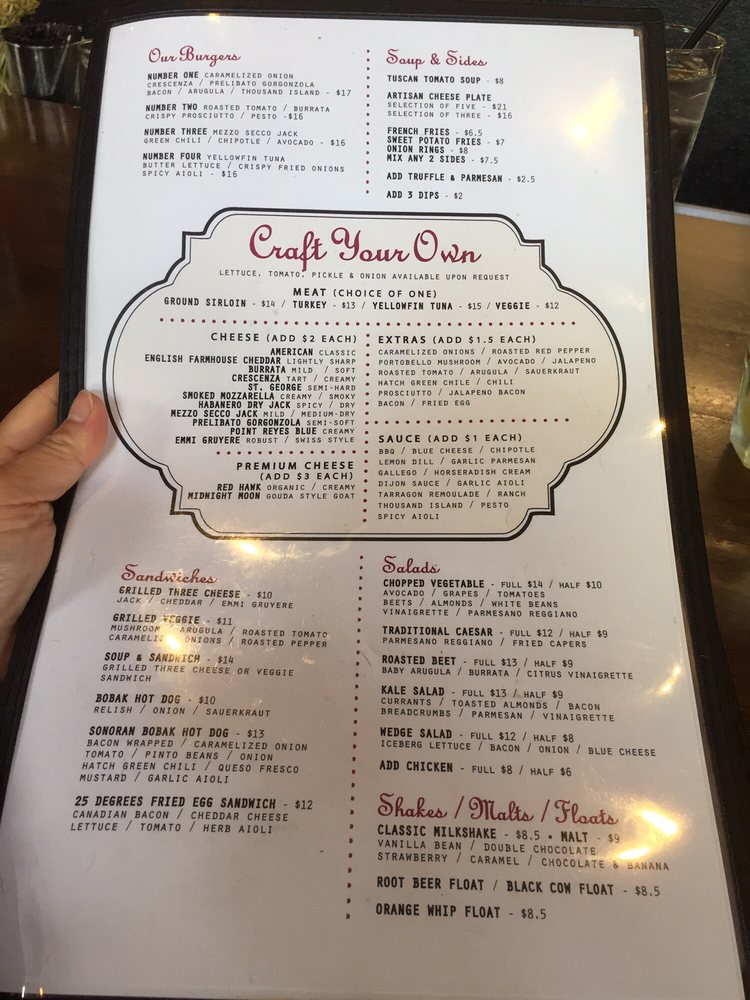 Our Burgers
NUMBER ONE CARAMELIZED ONION
CRESCENZA / PRELIBATO GORGONZOLA
BACON / ARUGULA / THOUSAND ISLAND - $17
NUMBER TWO ROASTED TOMATO / BURRATA
CRISPY PROSCIUTTO / PESTO -$16
NUMBER THREE MEZZO SECCO JACK
GREEN CHILI / CHIPOTLE / AVOCADO - $16
NUMBER FOUR YELLOWFIN TUNA
BUTTER LETTUCE / CRISPY FRIED ONIONS
SPICY AIOLI - $16
Soup & Sides
TUSCAN TOMATO SOUP - $8
ARTISAN CHEESE PLATE
SELECTION OF FIVE - $21
SELECTION OF THREE - $16
FRENCH FRIES - $6.5
SWEET POTATO FRIES - $7
ONION RINGS - $8
MIX ANY 2 SIDES - $7.5
ADD TRUFFLE & PARMESAN - $2.5
ADD 3 DIPS - $2
Craft Your Own
LETTUCE, TOMATO, PICKLE & ONION AVAILABLE UPON REQUEST
MEAT (CHOICE OF ONE)
GROUND SIRLOIN - $14 / TURKEY - $13 / YELLOWFIN TUNA - $15 / VEGGIE - $12
CHEESE (ADD $2 EACH)
AMERICAN CLASSIC
ENGLISH FARMHOUSE CHEDDAR LIGHTLY SHARP
BURRATA MILD / SOFT
CRESCENZA TART / CREAMY
ST. GEORGE SEMI-HARD
SMOKED MOZZARELLA CREAMY / SMOKY
HABANERO DRY JACK SPICY / DRY
MEZZO SECCO JACK MILD / MEDIUM-DRY
PRELIBATO GORGONZOLA SEMI-SOFT
POINT REYES BLUE CREAMY
EMMI GRUYERE ROBUST / SWISS STYLE
PREMIUM CHEESE
(ADD $3 EACH)
RED HAWK ORGANIC / CREAMY
MIDNIGHT MOON GOUDA STYLE GOAT
EXTRAS (ADD $1.5 EACH)
CARAMELIZED ONIONS / ROASTED RED PEPPER
PORTOBELLO MUSHROOM / AVOCADO / JALAPENO
ROASTED TOMATO / ARUGULA / SAUERKRAUT
HATCH GREEN CHILE / CHILI
PROSCIUTTO / JALAPENO BACON
BACON / FRIED EGG
SAUCE (ADD $1 EACH)
BBQ / BLUE CHEESE / CHIPOTLE
LEMON DILL / GARLIC PARMESAN
GALLEGO / HORSERADISH CREAM
DIJON SAUCE / GARLIC AIOLI
TARRAGON REMOULADE / RANCH
THOUSAND ISLAND / PESTO
SPICY AIOLI
Sandwiches
GRILLED THREE CHEESE - $10
JACK / CHEDDAR / EMMI GRUYERE
GRILLED VEGGIE - $11
MUSHROOM / ARUGULA / ROASTED TOMATO
CARAMELIZED ONIONS / ROASTED PEPPER
SOUP & SANDWICH - $14
GRILLED THREE CHEESE OR VEGGIE
SANDWICH
BOBAK HOT DOG - $10
RELISH / ONION / SAUERKRAUT
SONORAN BOBAK HOT DOG - $13
BACON WRAPPED / CARAMELIZED ONION
TOMATO / PINTO BEANS / ONION
HATCH GREEN CHILI / QUESO FRESCO
MUSTARD / GARLIC AIOLI
25 DEGREES FRIED EGG SANDWICH - $12
CANADIAN BACON / CHEDDAR CHEESE
LETTUCE / TOMATO / HERB AIOLI
Salads
CHOPPED VEGETABLE - FULL $14 / HALF $10
AVOCADO / GRAPES / TOMATOES
BEETS / ALMONDS / WHITE BEANS
VINAIGRETTE / PARMESANO REGGIANO
TRADITIONAL CAESAR - FULL $12 / HALF $9
PARMESANO REGGIANO / FRIED CAPERS
ROASTED BEET - FULL $13 / HALF $9
BABY ARUGULA / BURRATA / CITRUS VINAIGRETTE
KALE SALAD - FULL $13 / HALF $9
CURRANTS / TOASTED ALMONDS / BACON
BREADCRUMBS / PARMESAN / VINAIGRETTE
WEDGE SALAD - FULL $12 / HALF $8
ICEBERG LETTUCE / BACON / ONION / BLUE CHEESE
ADD CHICKEN - FULL $8 / HALF $6
Shakes / Malts / Floats
CLASSIC MILKSHAKE - $8.5 • MALT - $9
VANILLA BEAN / DOUBLE CHOCOLATE
STRAWBERRY / CARAMEL / CHOCOLATE & BANANA
ROOT BEER FLOAT / BLACK COW FLOAT - $8.5
ORANGE WHIP FLOAT - $8.5